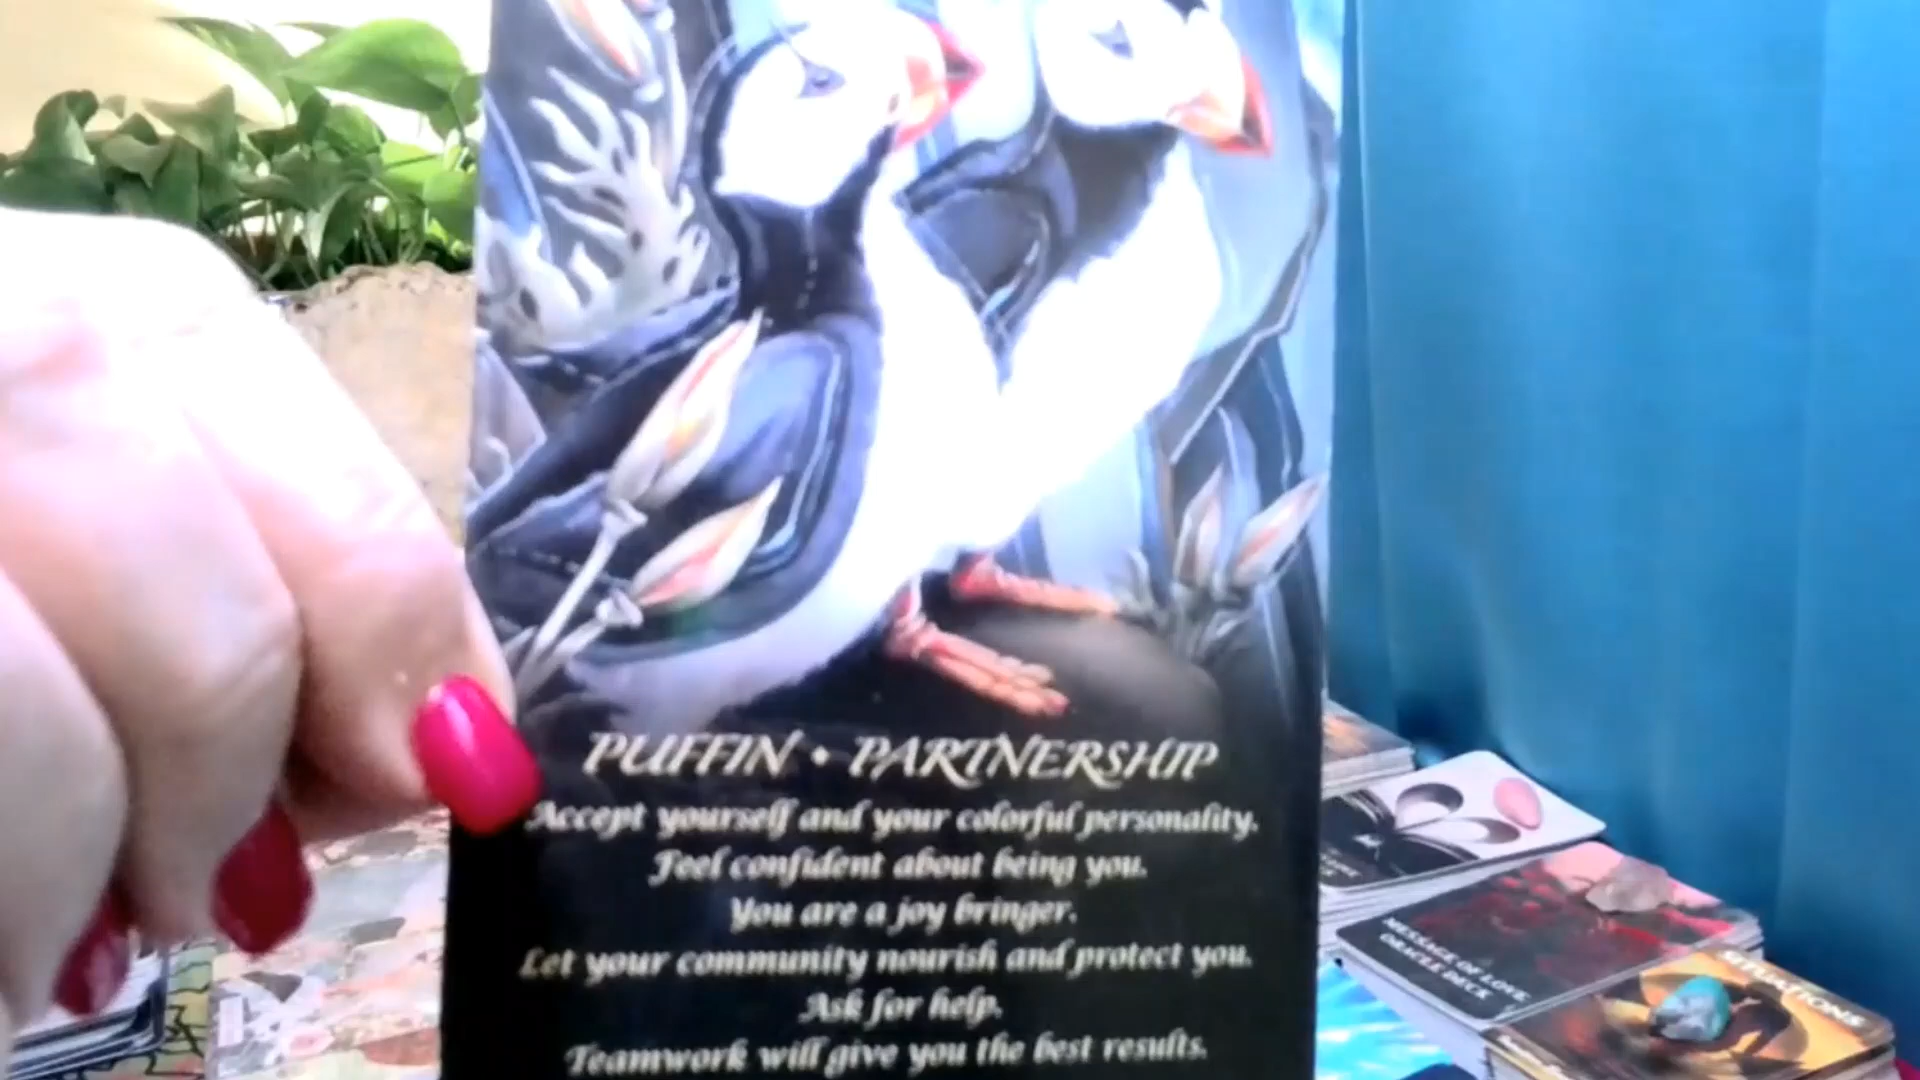 PUFFIN • PARTNERSHIP
Accept yourself and your colorful personality.
Feel confident about being you.
You are a joy bringer.
Let your community nourish and protect you.
Ask for help.
Teamwork will give you the best results.
MESSAGE OF LOVE
ORACLE DECK
SITUATIONS